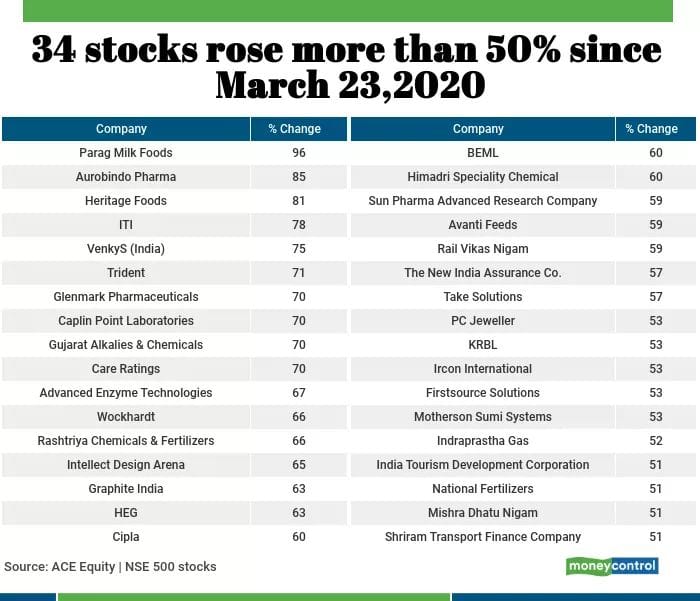 34 stocks rose more than 50% since
March 23,2020
Company % Change Company % Change
Parag Milk Foods 96 BEML 60
Aurobindo Pharma 85 Himadri Speciality Chemical 60
Heritage Foods 81 Sun Pharma Advanced Research Company 59
ITI 78 Avanti Feeds 59
VenkyS (India) 75 Rail Vikas Nigam 59
Trident 71 The New India Assurance Co. 57
Glenmark Pharmaceuticals 70 Take Solutions 57
Caplin Point Laboratories 70 PC Jeweller 53
Gujarat Alkalies & Chemicals 70 KRBL 53
Care Ratings 70 Ircon International 53
Advanced Enzyme Technologies 67 Firstsource Solutions 53
Wockhardt 66 Motherson Sumi Systems 53
Rashtriya Chemicals & Fertilizers 66 Indraprastha Gas 52
Intellect Design Arena 65 India Tourism Development Corporation 51
Graphite India 63 National Fertilizers 51
HEG 63 Mishra Dhatu Nigam 51
Cipla 60 Shriram Transport Finance Company 51
Source: ACE Equity | NSE 500 stocks
moneycontrol